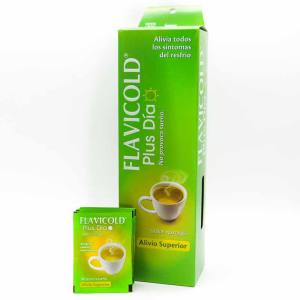 Alivia todos
los síntomas
del resfrío
FLAVICOLD®
Plus Día
No provoca sueño.
Alivio Superior
FLAVICOLD®
Plus Día
Alivio Superior